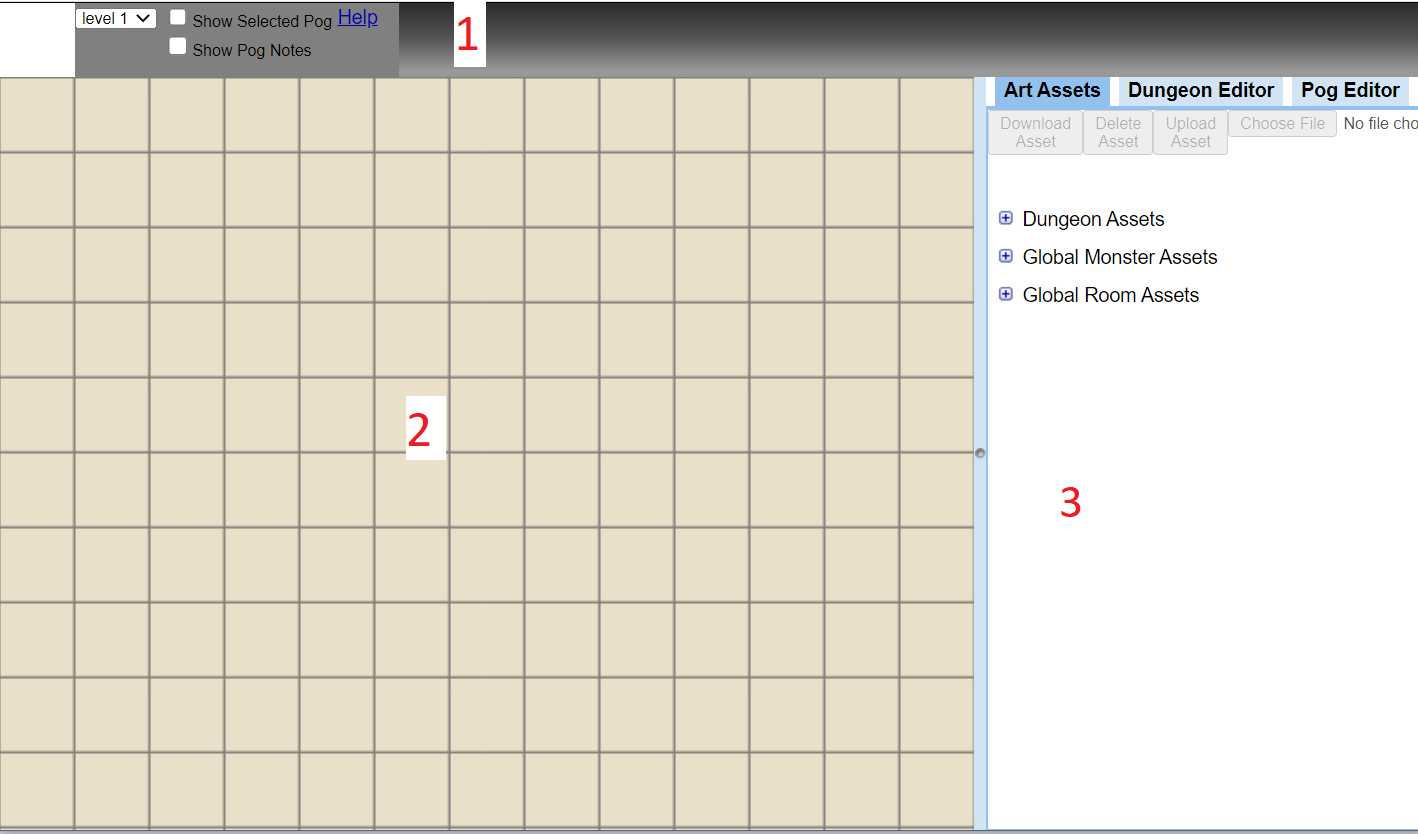 level 1
Show Selected Pog Help
Show Pog Notes
1
Art Assets Dungeon Editor Pog Editor
Download Asset Delete Asset Upload Asset Choose File No file cho
Dungeon Assets
Global Monster Assets
Global Room Assets
2
3